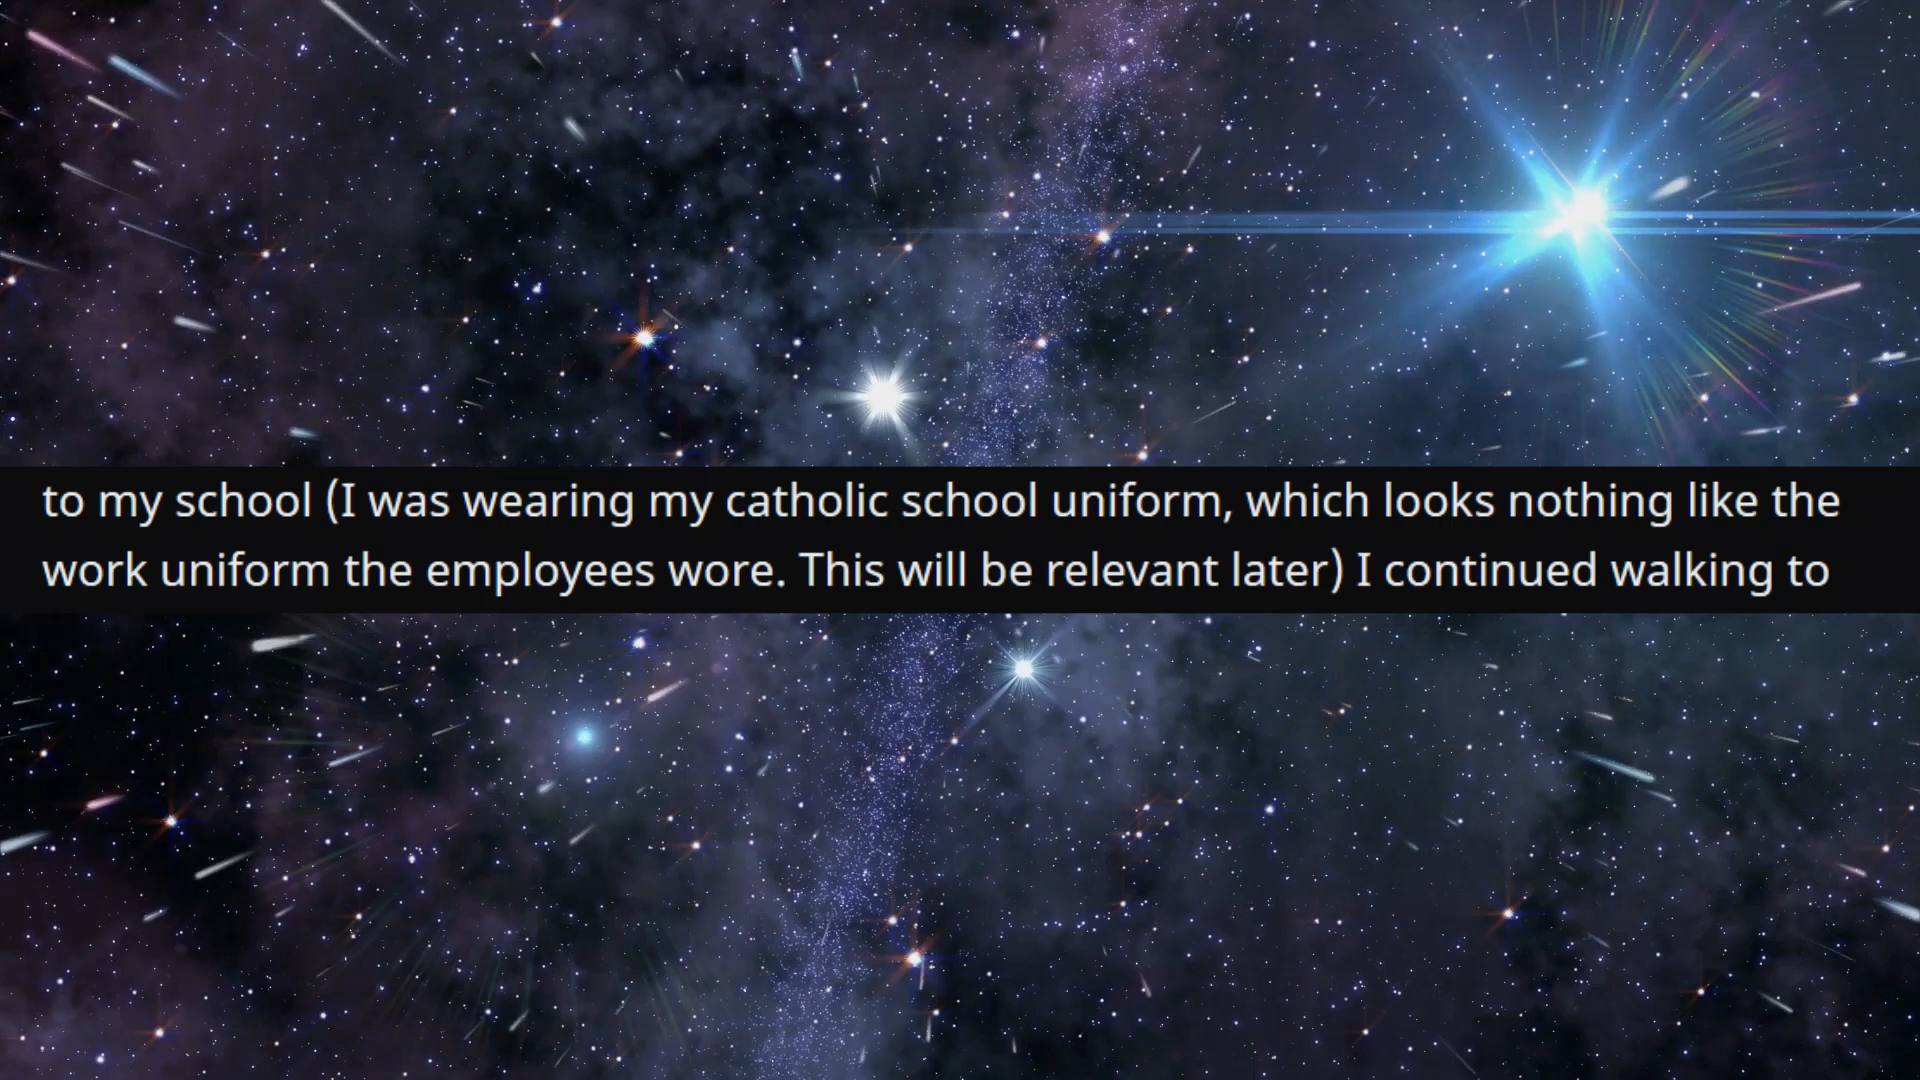 to my school (I was wearing my catholic school uniform, which looks nothing like the
work uniform the employees wore. This will be relevant later) I continued walking to